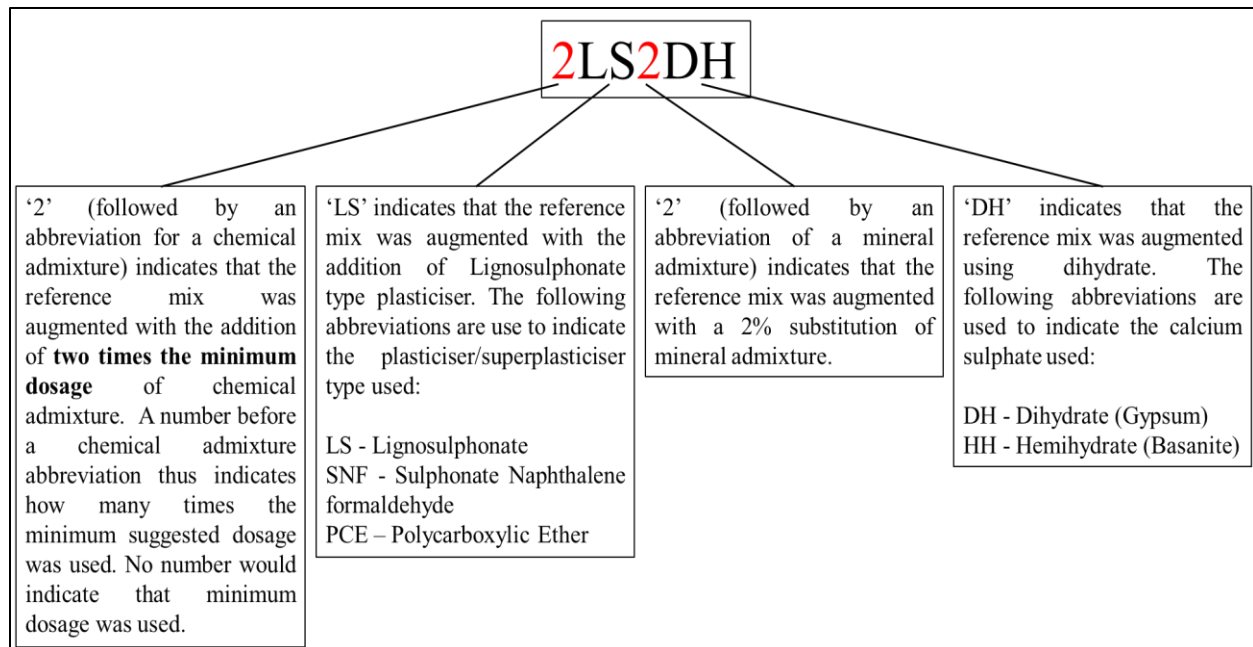 2LS2DH
‘2’ (followed by an
abbreviation for a chemical
admixture) indicates that the
reference mix was
augmented with the addition
of two times the minimum
dosage of chemical
admixture. A number before
a chemical admixture
abbreviation thus indicates
how many times the
minimum suggested dosage
was used. No number would
indicate that minimum
dosage was used.
‘LS’ indicates that the reference
mix was augmented with the
addition of Lignosulphonate
type plasticiser. The following
abbreviations are use to indicate
the plasticiser/superplasticiser
type used:
LS - Lignosulphonate
SNF - Sulphonate Naphthalene
formaldehyde
PCE – Polycarboxylic Ether
‘2’ (followed by an
abbreviation of a mineral
admixture) indicates that the
reference mix was augmented
with a 2% substitution of
mineral admixture.
‘DH’ indicates that the
reference mix was augmented
using dihydrate. The
following abbreviations are
used to indicate the calcium
sulphate used:
DH - Dihydrate (Gypsum)
HH - Hemihydrate (Basanite)